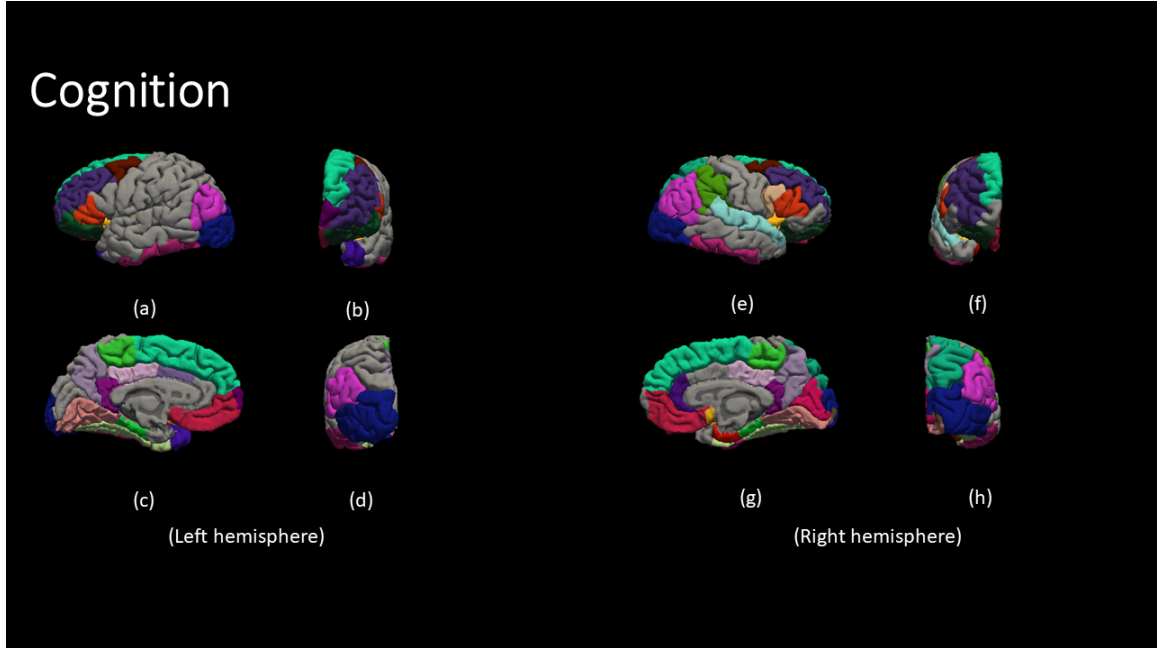 Cognition
(a)
(b)
(e)
(f)
(c)
(d)
(g)
(h)
(Left hemisphere)
(Right hemisphere)